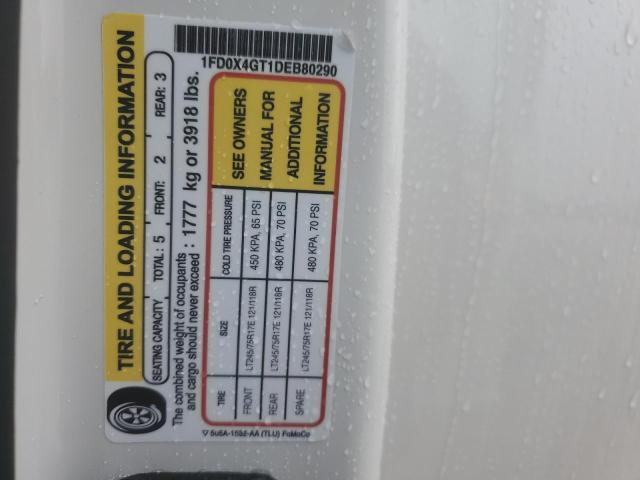 TIRE AND LOADING INFORMATION
SEATING CAPACITY TOTAL: 5 FRONT: 2 REAR: 3
The combined weight of occupants
and cargo should never exceed : 1777 kg or 3918 lbs.
1FD0X4GT1DEB80290
TIRE SIZE COLD TIRE PRESSURE
FRONT LT245/75R17E 121/118R 450 KPA, 65 PSI
REAR LT245/75R17E 121/118R 480 KPA, 70 PSI
SPARE LT245/75R17E 121/118R 480 KPA, 70 PSI
SEE OWNERS
MANUAL FOR
ADDITIONAL
INFORMATION
(TLU) FoMoCo